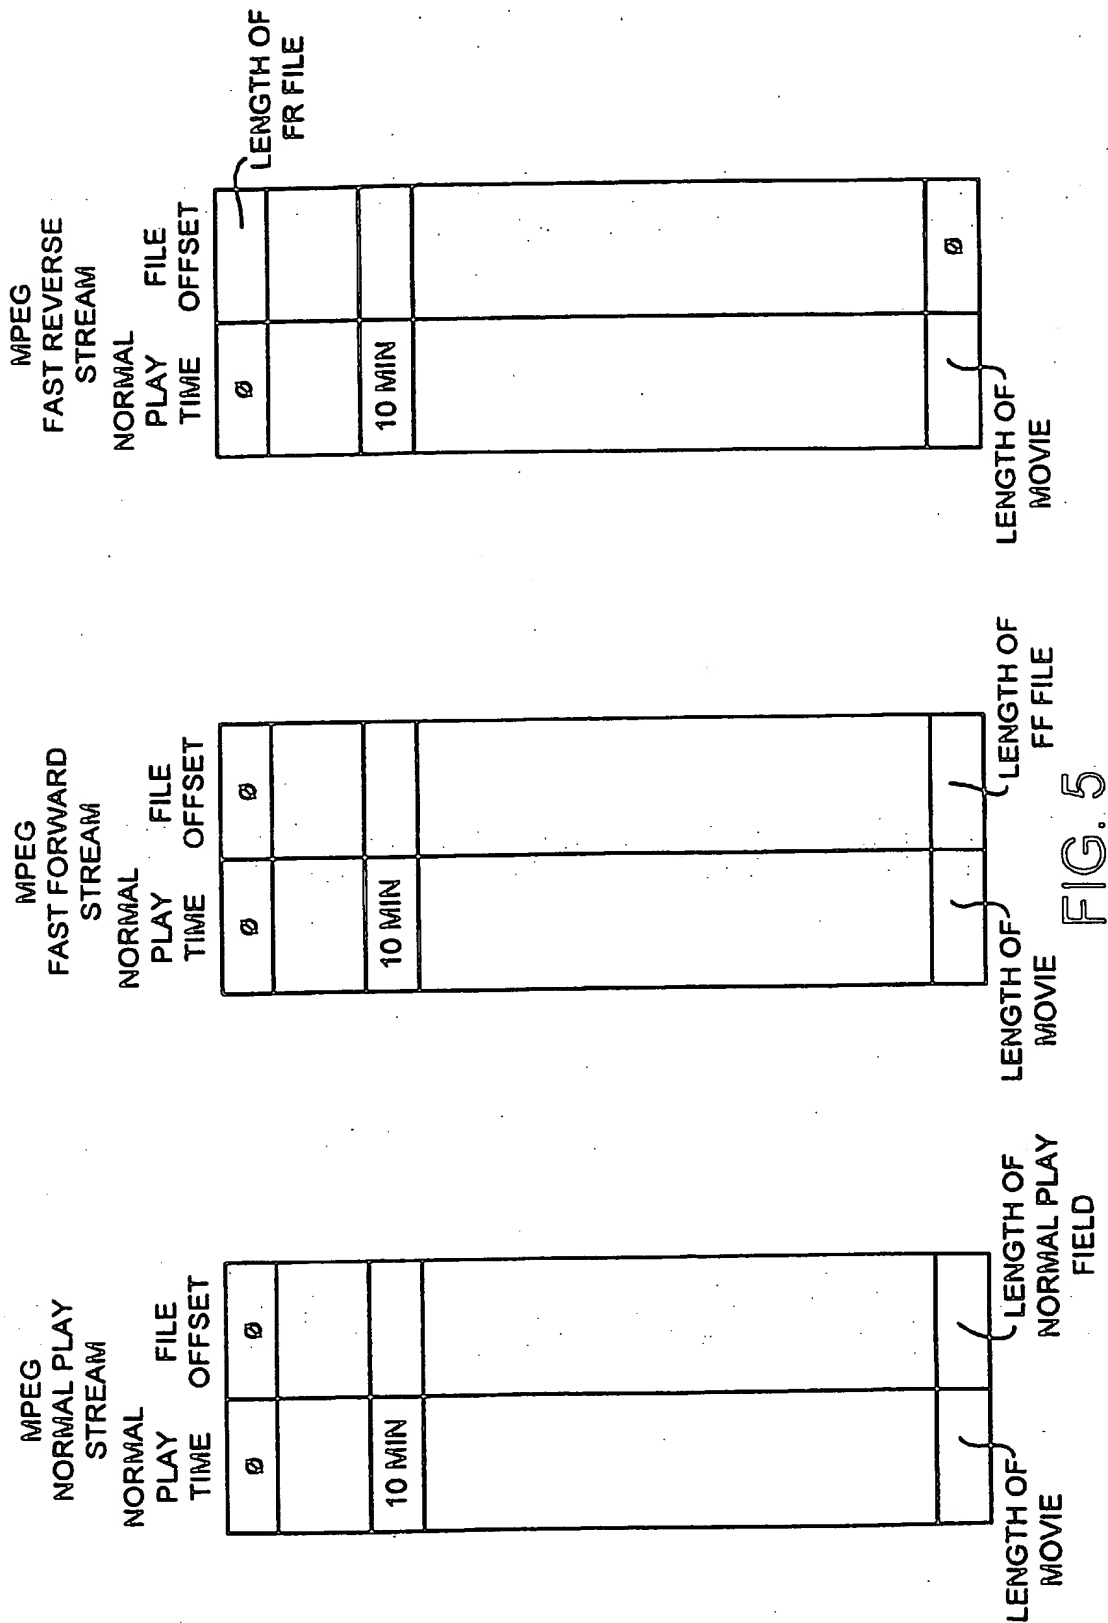 MPEG
NORMAL PLAY
STREAM
NORMAL
PLAY
TIME
FILE
OFFSET
Ø
Ø
10 MIN
LENGTH OF
MOVIE
LENGTH OF
NORMAL PLAY
FIELD
MPEG
FAST FORWARD
STREAM
NORMAL
PLAY
TIME
FILE
OFFSET
Ø
Ø
10 MIN
LENGTH OF
MOVIE
LENGTH OF
FF FILE
MPEG
FAST REVERSE
STREAM
NORMAL
PLAY
TIME
FILE
OFFSET
Ø
LENGTH OF
FR FILE
10 MIN
Ø
LENGTH OF
MOVIE
FIG. 5